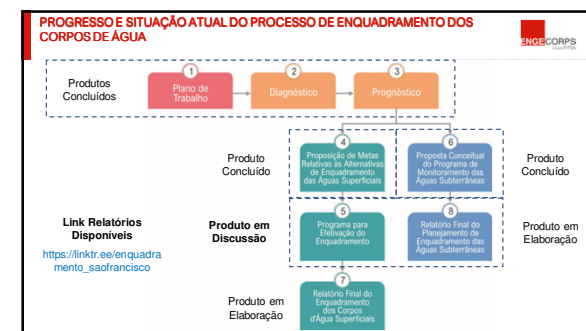 PROGRESSO E SITUAÇÃO ATUAL DO PROCESSO DE ENQUADRAMENTO DOS
CORPOS DE ÁGUA
ENGECORPS
Produtos
Concluídos
1
Plano de
Trabalho
2
Diagnóstico
3
Prognóstico
Produto
Concluído
4
Proposição de Metas
Relativas às Alternativas
de Enquadramento
das Águas Superficiais
6
Proposta Conceitual
do Programa de
Monitoramento das
Águas Subterrâneas
Produto
Concluído
Link Relatórios
Disponíveis
https://linktr.ee/enquadra
mento_saofrancisco
Produto em
Discussão
5
Programa para
Efetivação do
Enquadramento
8
Relatório Final do
Planejamento de
Enquadramento das
Águas Subterrâneas
Produto em
Elaboração
Produto em
Elaboração
7
Relatório Final do
Enquadramento
dos Corpos
d'Água Superficiais